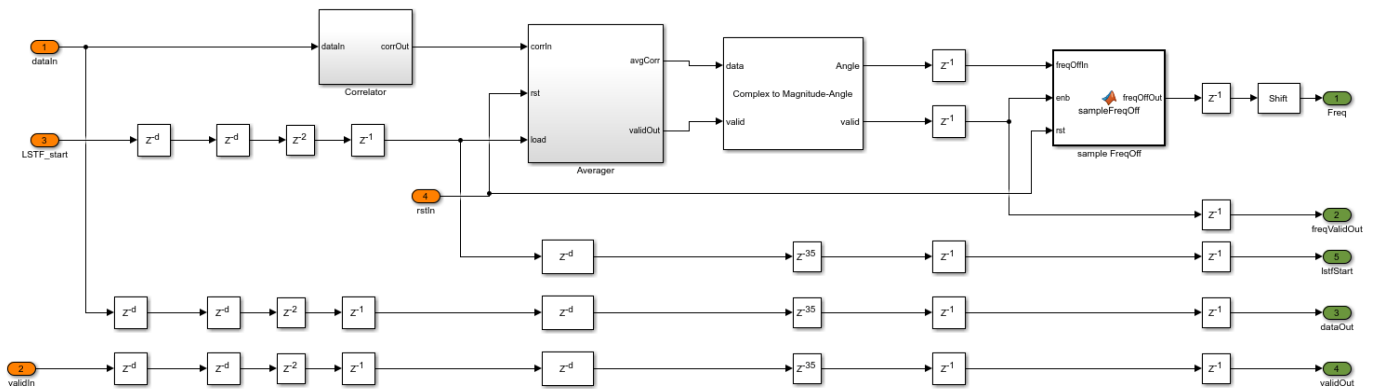 1
dataIn
dataIn corrOut
Correlator
corrIn
rst
load
avgCorr
validOut
Averager
data Angle
Complex to Magnitude-Angle
valid valid
z-1
z-1
freqOffIn
enb freqOffOut
sampleFreqOff
rst
sample FreqOff
z-1
Shift
1
Freq
3
LSTF_start
z-d
z-d
z-2
z-1
4
rstIn
z-1
2
freqValidOut
z-d
z-35
z-1
z-1
5
lstfStart
z-d
z-d
z-2
z-1
z-d
z-35
z-1
z-1
3
dataOut
2
validIn
z-d
z-d
z-2
z-1
z-d
z-35
z-1
z-1
4
validOut